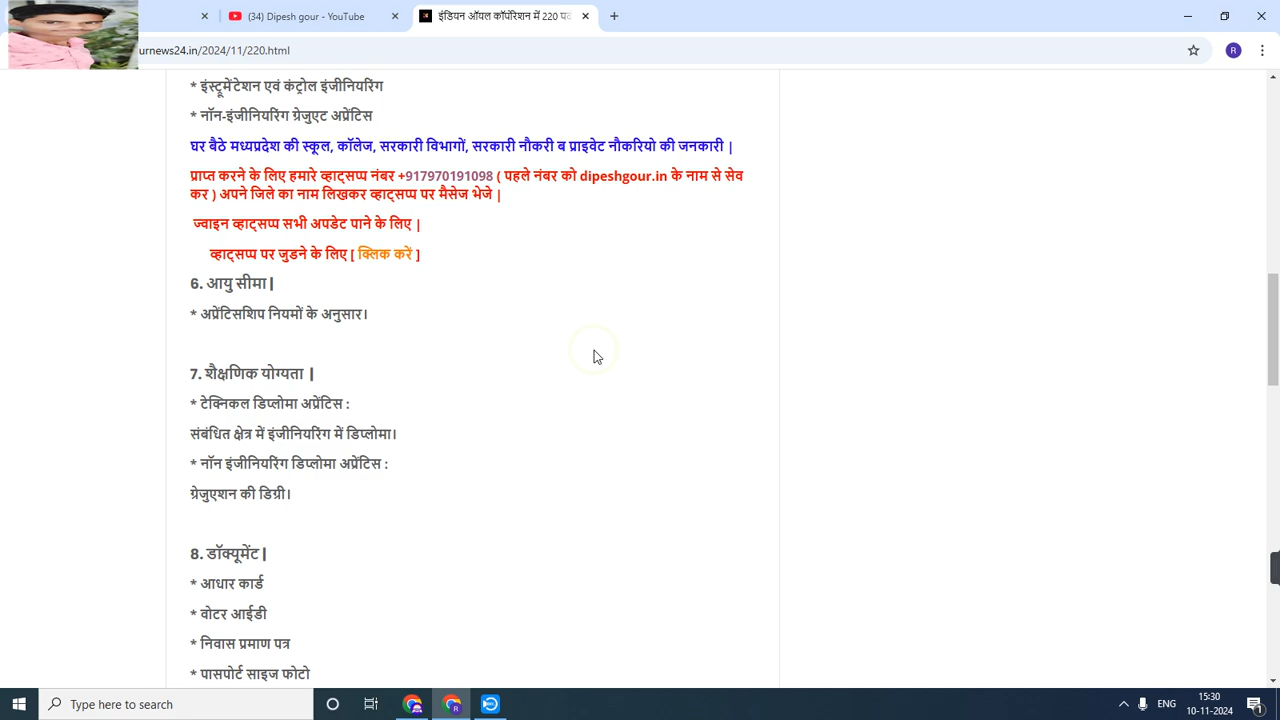 (34) Dipesh gour - YouTube
इंडियन ऑयल कॉर्पोरेशन में 220 पद
urnews24.in/2024/11/220.html
R
* इंस्ट्रूमेंटेशन एवं कंट्रोल इंजीनियरिंग
* नॉन-इंजीनियरिंग ग्रेजुएट अप्रेंटिस
घर बैठे मध्यप्रदेश की स्कूल, कॉलेज, सरकारी विभागों, सरकारी नौकरी ब प्राइवेट नौकरियो की जनकारी |
प्राप्त करने के लिए हमारे व्हाट्सप्प नंबर +917970191098 ( पहले नंबर को dipeshgour.in के नाम से सेव
कर ) अपने जिले का नाम लिखकर व्हाट्सप्प पर मैसेज भेजे |
ज्वाइन व्हाट्सप्प सभी अपडेट पाने के लिए |
व्हाट्सप्प पर जुडने के लिए [ क्लिक करें ]
6. आयु सीमा |
* अप्रेंटिसशिप नियमों के अनुसार।
7. शैक्षणिक योग्यता |
* टेक्निकल डिप्लोमा अप्रेंटिस :
संबंधित क्षेत्र में इंजीनियरिंग में डिप्लोमा।
* नॉन इंजीनियरिंग डिप्लोमा अप्रेंटिस :
ग्रेजुएशन की डिग्री।
8. डॉक्यूमेंट |
* आधार कार्ड
* वोटर आईडी
* निवास प्रमाण पत्र
* पासपोर्ट साइज फोटो
Type here to search
ENG
15:30
10-11-2024